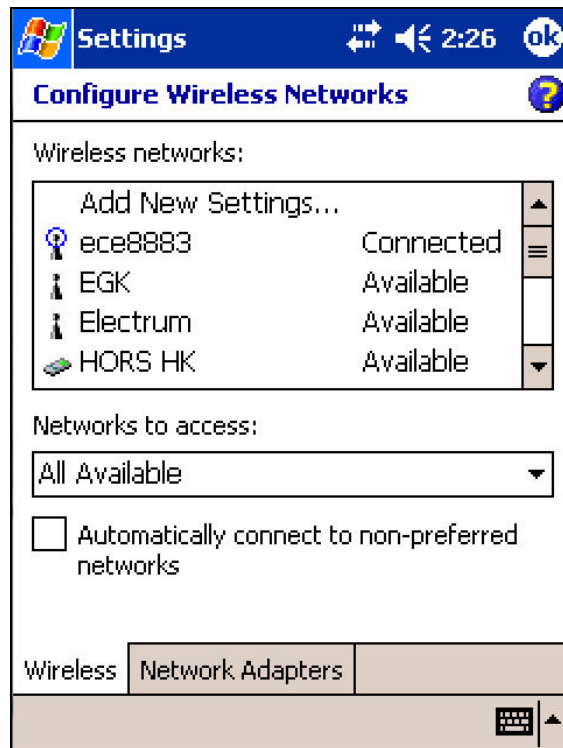 Settings 2:26 ok
Configure Wireless Networks ?
Wireless networks:
Add New Settings...
ece8883 Connected
EGK Available
Electrum Available
HORS HK Available
Networks to access:
All Available
Automatically connect to non-preferred
networks
Wireless Network Adapters